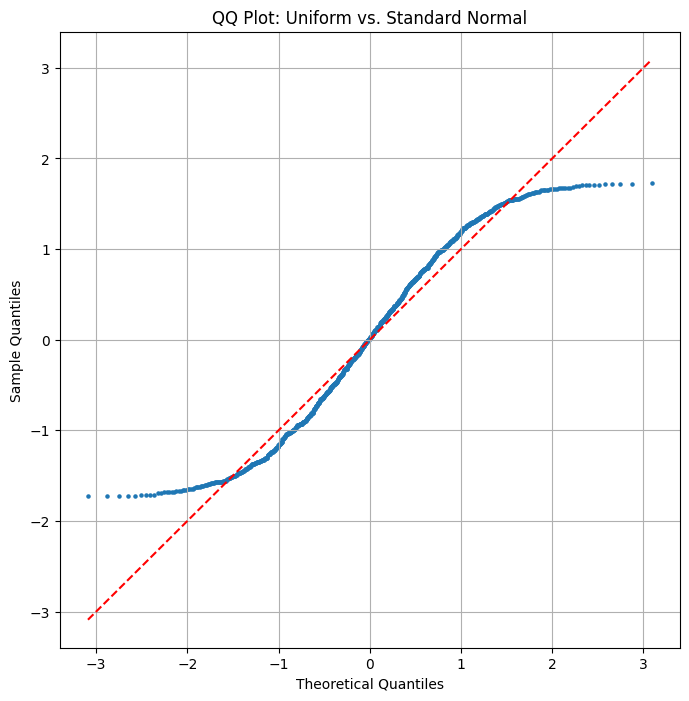 QQ Plot: Uniform vs. Standard Normal
Sample Quantiles
3
2
1
0
−1
−2
−3
−3 −2 −1 0 1 2 3
Theoretical Quantiles